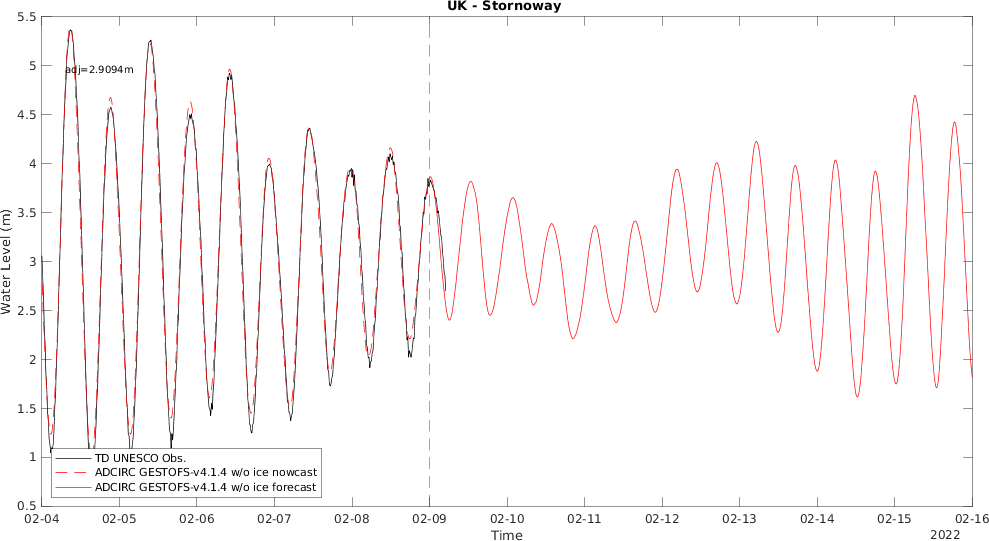 UK - Stornoway
5.5
5
4.5
4
3.5
3
2.5
2
1.5
1
0.5
Water Level (m)
adj=2.9094m
TD UNESCO Obs.
ADCIRC GESTOFS-v4.1.4 w/o ice nowcast
ADCIRC GESTOFS-v4.1.4 w/o ice forecast
02-04 02-05 02-06 02-07 02-08 02-09 02-10 02-11 02-12 02-13 02-14 02-15 02-16
Time
2022